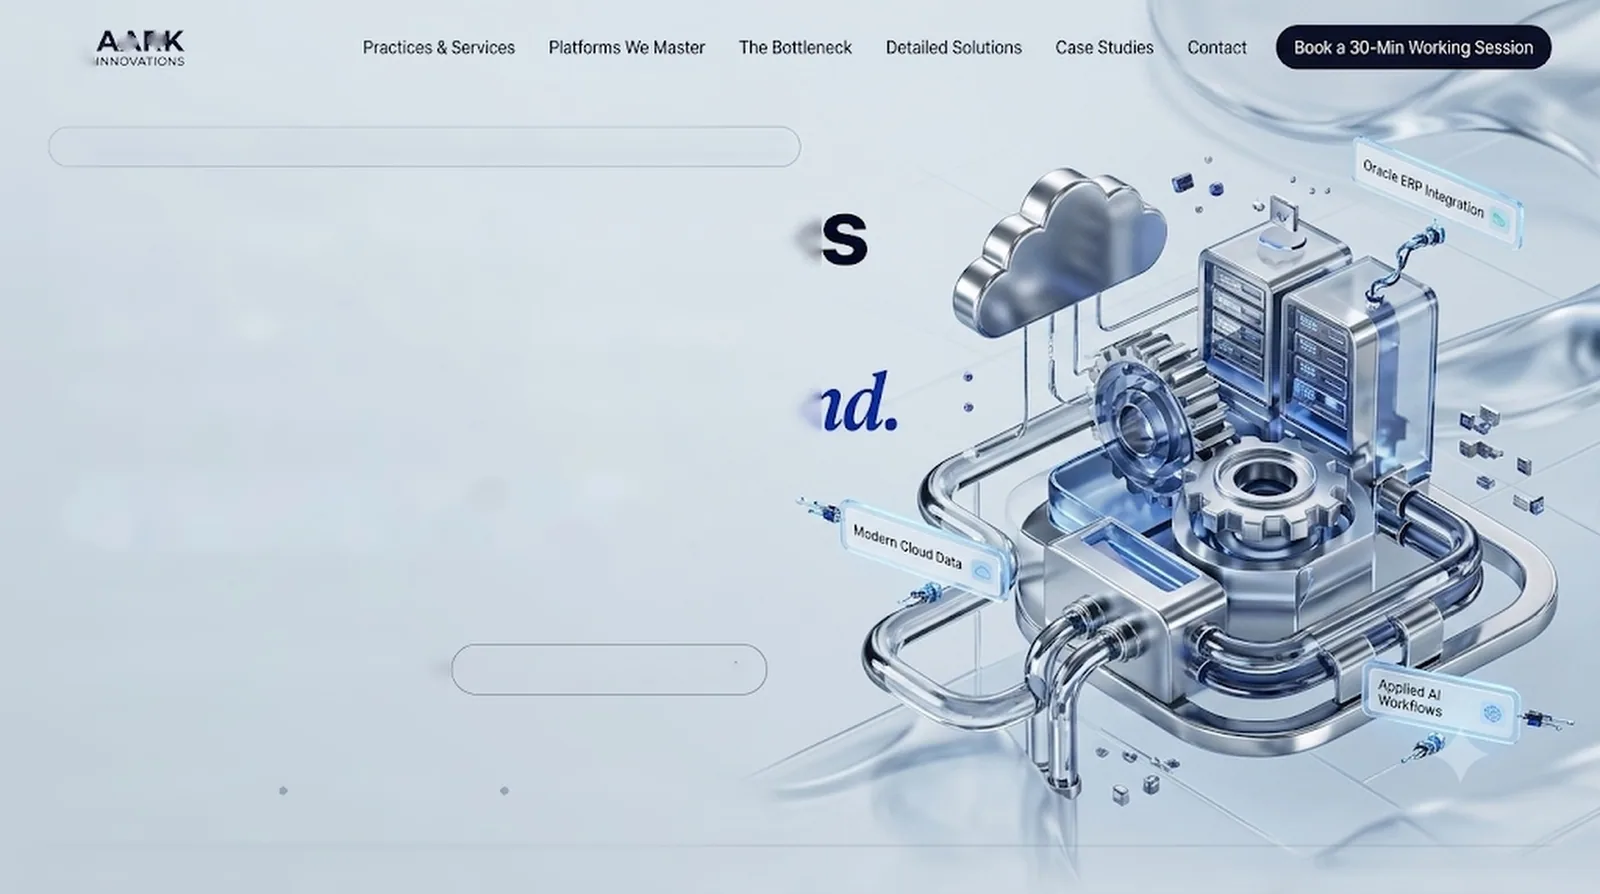 INNOVATIONS
Practices & Services
Platforms We Master
The Bottleneck
Detailed Solutions
Case Studies
Contact
Book a 30-Min Working Session
Oracle ERP Integration
s
nd.
Modern Cloud Data
Applied AI
Workflows